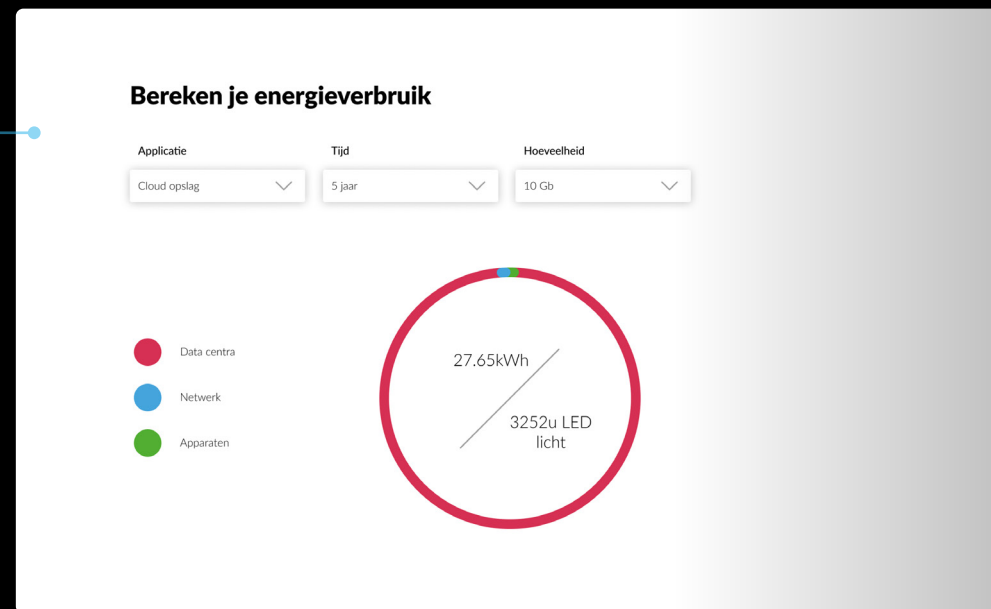 Bereken je energieverbruik
Applicatie
Tijd
Hoeveelheid
Cloud opslag
5 jaar
10 Gb
Data centra
Netwerk
Apparaten
27.65kWh
3252u LED
licht